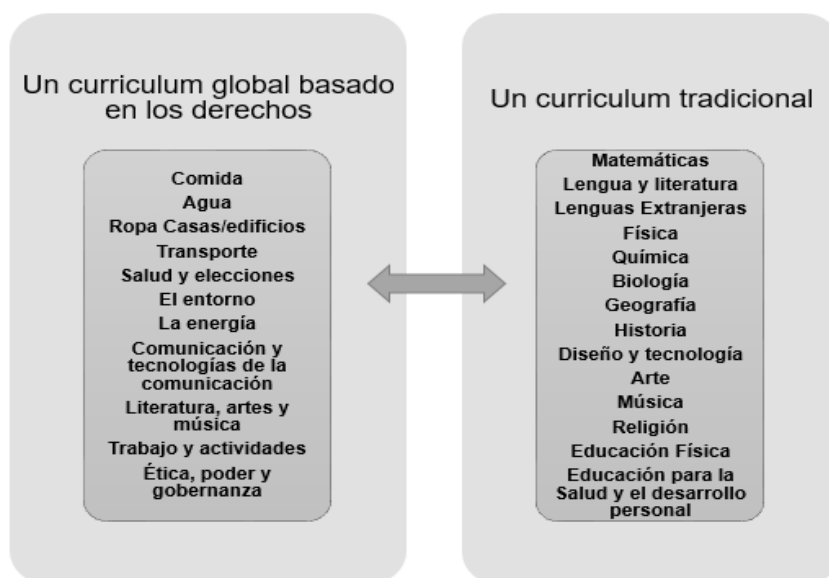 Un curriculum global basado
en los derechos
Comida
Agua
Ropa Casas/edificios
Transporte
Salud y elecciones
El entorno
La energía
Comunicación y
tecnologías de la
comunicación
Literatura, artes y
música
Trabajo y actividades
Ética, poder y
gobernanza
Un curriculum tradicional
Matemáticas
Lengua y literatura
Lenguas Extranjeras
Física
Química
Biología
Geografía
Historia
Diseño y tecnología
Arte
Música
Religión
Educación Física
Educación para la
Salud y el desarrollo
personal